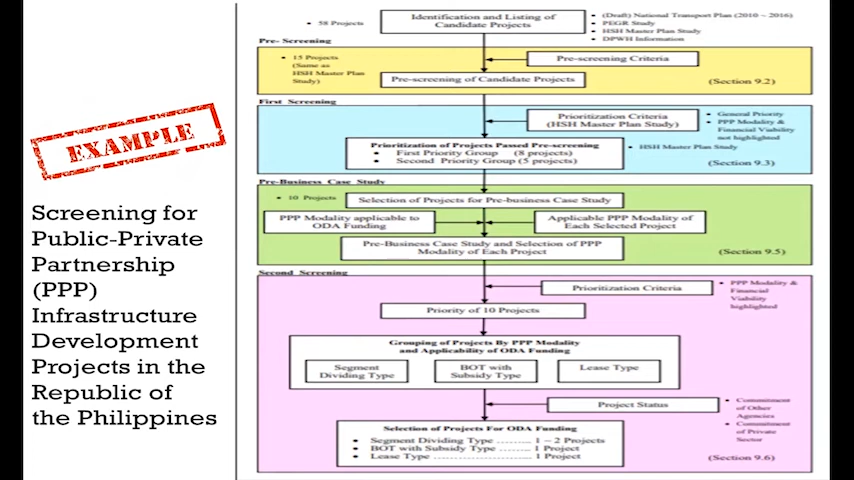 EXAMPLE
Screening for
Public-Private
Partnership
(PPP)
Infrastructure
Development
Projects in the
Republic of
the Philippines
• 58 Projects
Identification and Listing of
Candidate Projects
• (Draft) National Transport Plan (2010 ~ 2016)
• PEGR Study
• HSH Master Plan Study
• DPWH Information
Pre- Screening
• 15 Projects
(Same as
HSH Master Plan
Study)
Pre-screening Criteria
Pre-screening of Candidate Projects
(Section 9.2)
First Screening
Prioritization Criteria
(HSH Master Plan Study)
• General Priority
• PPP Modality &
Financial Viability
not highlighted
Prioritization of Projects Passed Pre-screening
• First Priority Group (8 projects)
• Second Priority Group (5 projects)
• HSH Master Plan Study
(Section 9.3)
Pre-Business Case Study
• 10 Projects
Selection of Projects for Pre-business Case Study
PPP Modality applicable to
ODA Funding
Applicable PPP Modality of
Each Selected Project
Pre-Business Case Study and Selection of PPP
Modality of Each Project
(Section 9.5)
Second Screening
Prioritization Criteria
• PPP Modality &
Financial
Viability
highlighted
Priority of 10 Projects
Grouping of Projects By PPP Modality
and Applicability of ODA Funding
Segment
Dividing Type
BOT with
Subsidy Type
Lease Type
Project Status
• Commitment
of Other
Agencies
• Commitment
of Private
Sector
Selection of Projects For ODA Funding
• Segment Dividing Type ……... 1 – 2 Projects
• BOT with Subsidy Type ……... 1 Project
• Lease Type …………………... 1 Project
(Section 9.6)